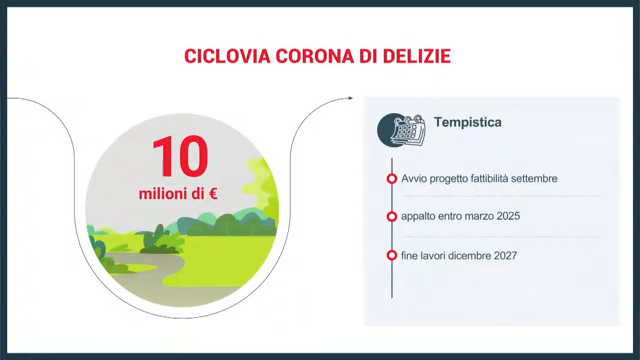 CICLOVIA CORONA DI DELIZIE
10
milioni di €
Tempistica
Avvio progetto fattibilità settembre
appalto entro marzo 2025
fine lavori dicembre 2027